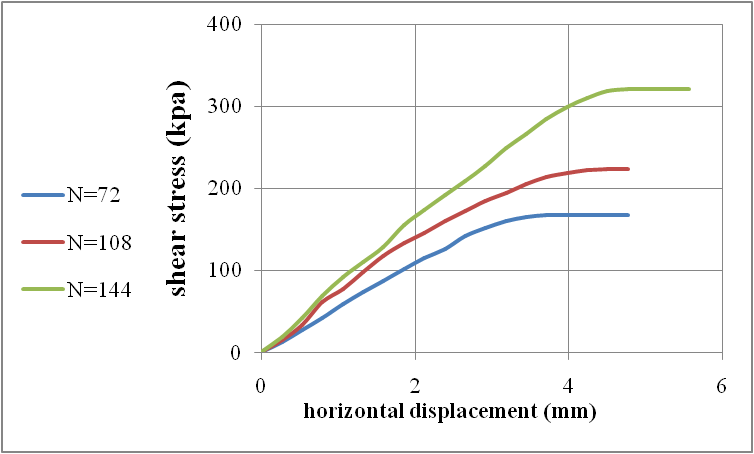 400
300
200
100
0
shear stress (kpa)
N=72
N=108
N=144
0 2 4 6
horizontal displacement (mm)